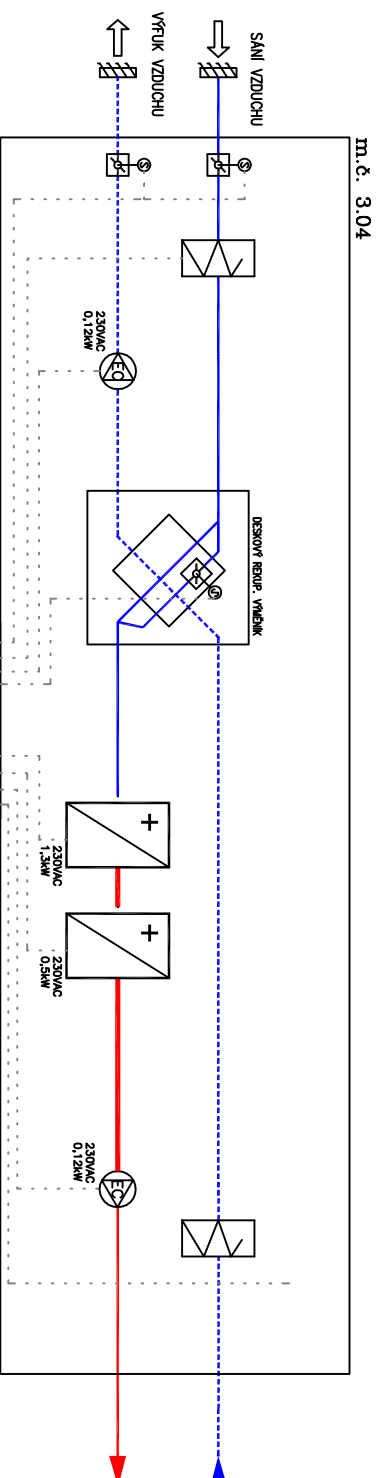 m.č. 3.04
SÁNÍ VZDUCHU
VÝFUK VZDUCHU
S
S
230VAC
0,12kW
EC
DESKOVÝ REKUP. VÝMĚNÍK
S
+
230VAC
1,3kW
+
230VAC
0,5kW
230VAC
0,12kW
EC